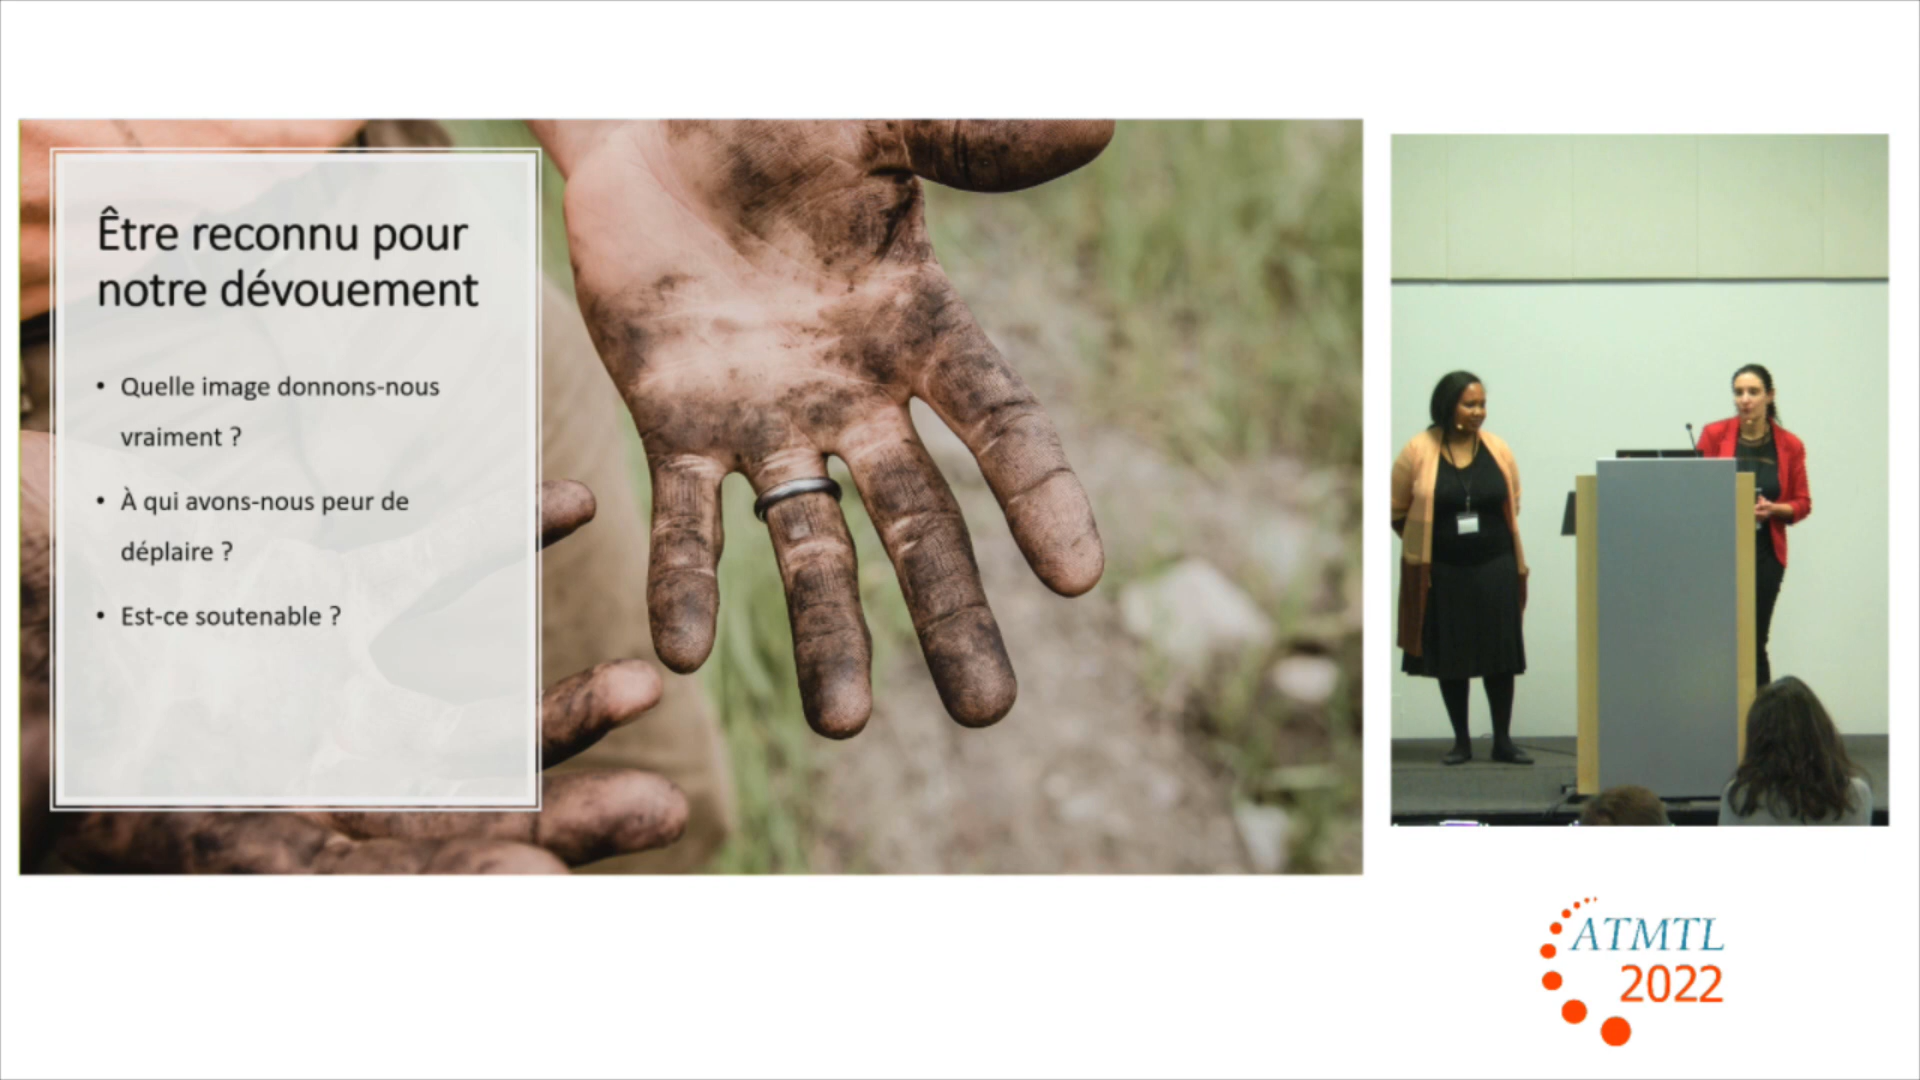 Être reconnu pour
notre dévouement
• Quelle image donnons-nous
vraiment ?
• À qui avons-nous peur de
déplaire ?
• Est-ce soutenable ?
ATMTL
2022